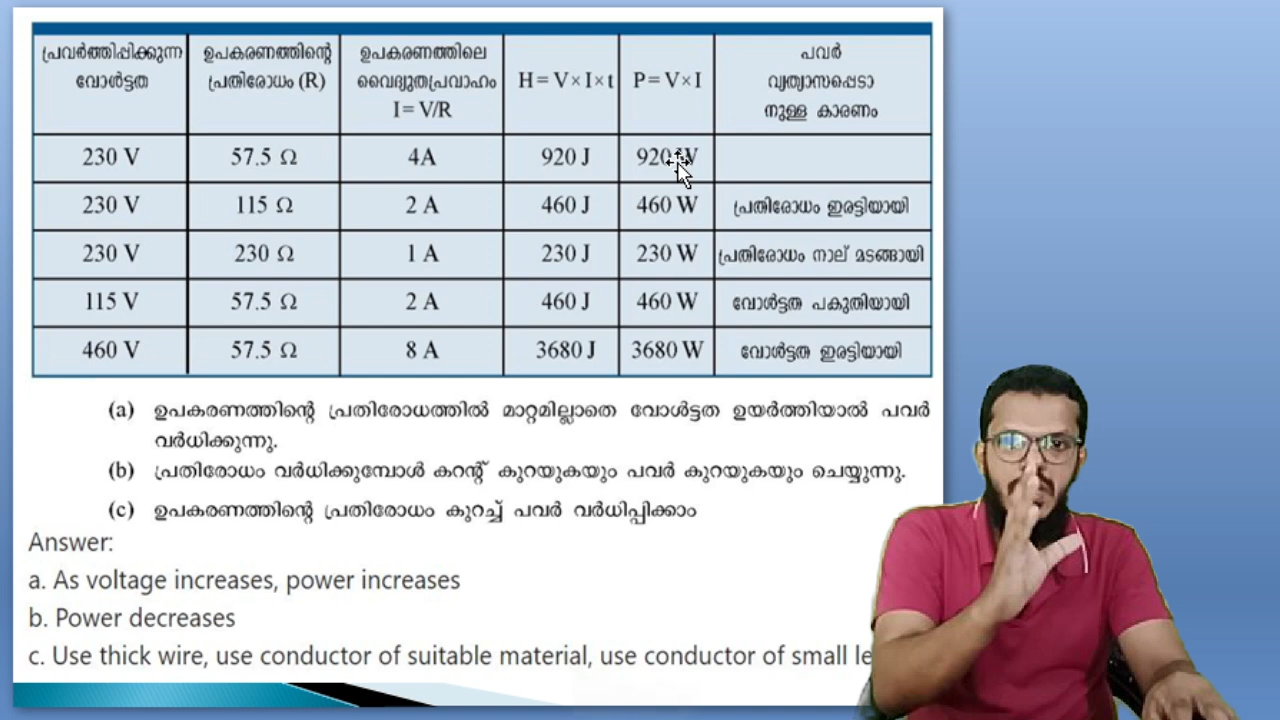 പ്രവർത്തിപ്പിക്കുന്ന വോൾട്ടത
ഉപകരണത്തിന്റെ പ്രതിരോധം (R)
ഉപകരണത്തിലെ വൈദ്യുതപ്രവാഹം I = V/R
H = V × I × t
P = V × I
പവർ വ്യത്യാസപ്പെടാനുള്ള കാരണം
230 V 57.5 Ω 4A 920 J 920 W
230 V 115 Ω 2 A 460 J 460 W പ്രതിരോധം ഇരട്ടിയായി
230 V 230 Ω 1 A 230 J 230 W പ്രതിരോധം നാല് മടങ്ങായി
115 V 57.5 Ω 2 A 460 J 460 W വോൾട്ടത പകുതിയായി
460 V 57.5 Ω 8 A 3680 J 3680 W വോൾട്ടത ഇരട്ടിയായി
(a) ഉപകരണത്തിന്റെ പ്രതിരോധത്തിൽ മാറ്റമില്ലാതെ വോൾട്ടത ഉയർത്തിയാൽ പവർ
വർധിക്കുന്നു.
(b) പ്രതിരോധം വർധിക്കുമ്പോൾ കറന്റ് കുറയുകയും പവർ കുറയുകയും ചെയ്യുന്നു.
(c) ഉപകരണത്തിന്റെ പ്രതിരോധം കുറച്ച് പവർ വർധിപ്പിക്കാം
Answer:
a. As voltage increases, power increases
b. Power decreases
c. Use thick wire, use conductor of suitable material, use conductor of small